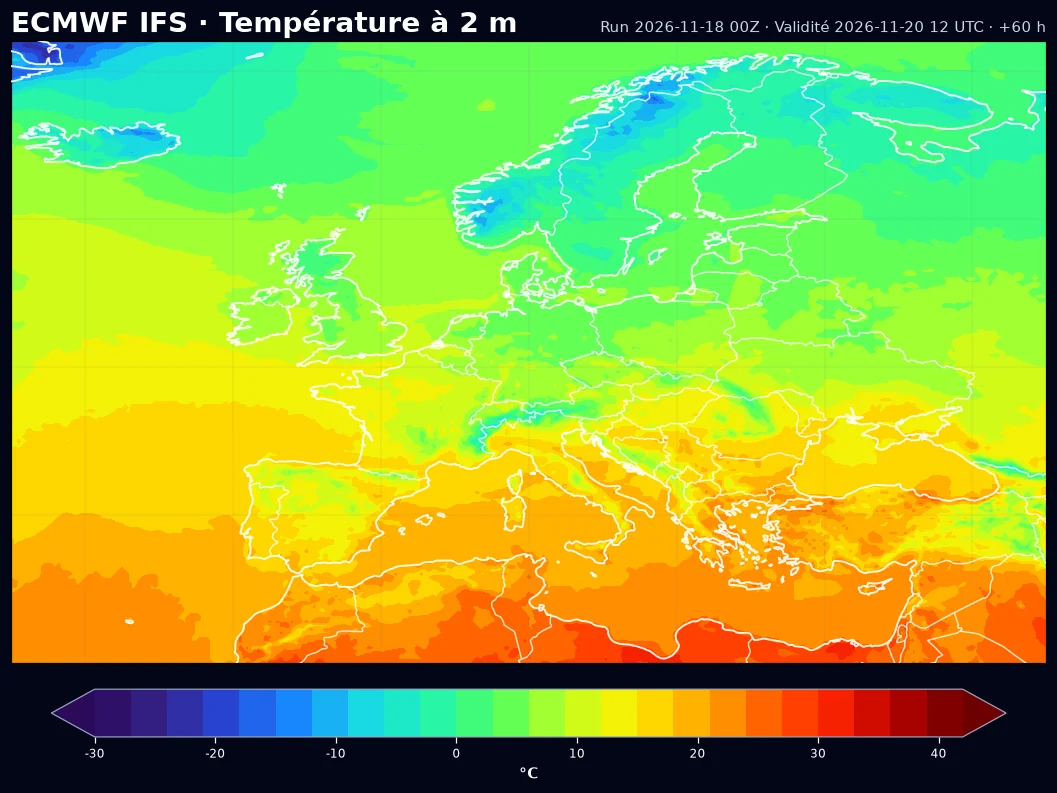 ECMWF IFS · Température à 2 m
Run 2026-11-18 00Z · Validité 2026-11-20 12 UTC · +60 h
-30 -20 -10 0 10 20 30 40
°C